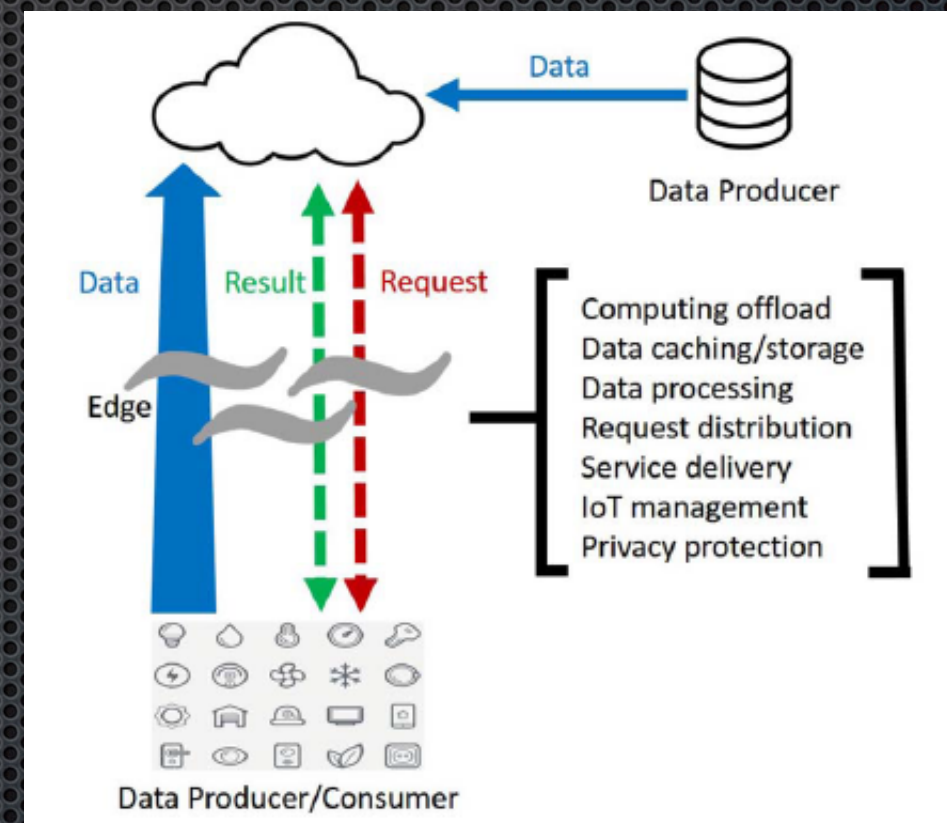 Data
Data Producer
Data
Result
Request
Edge
Computing offload
Data caching/storage
Data processing
Request distribution
Service delivery
IoT management
Privacy protection
Data Producer/Consumer